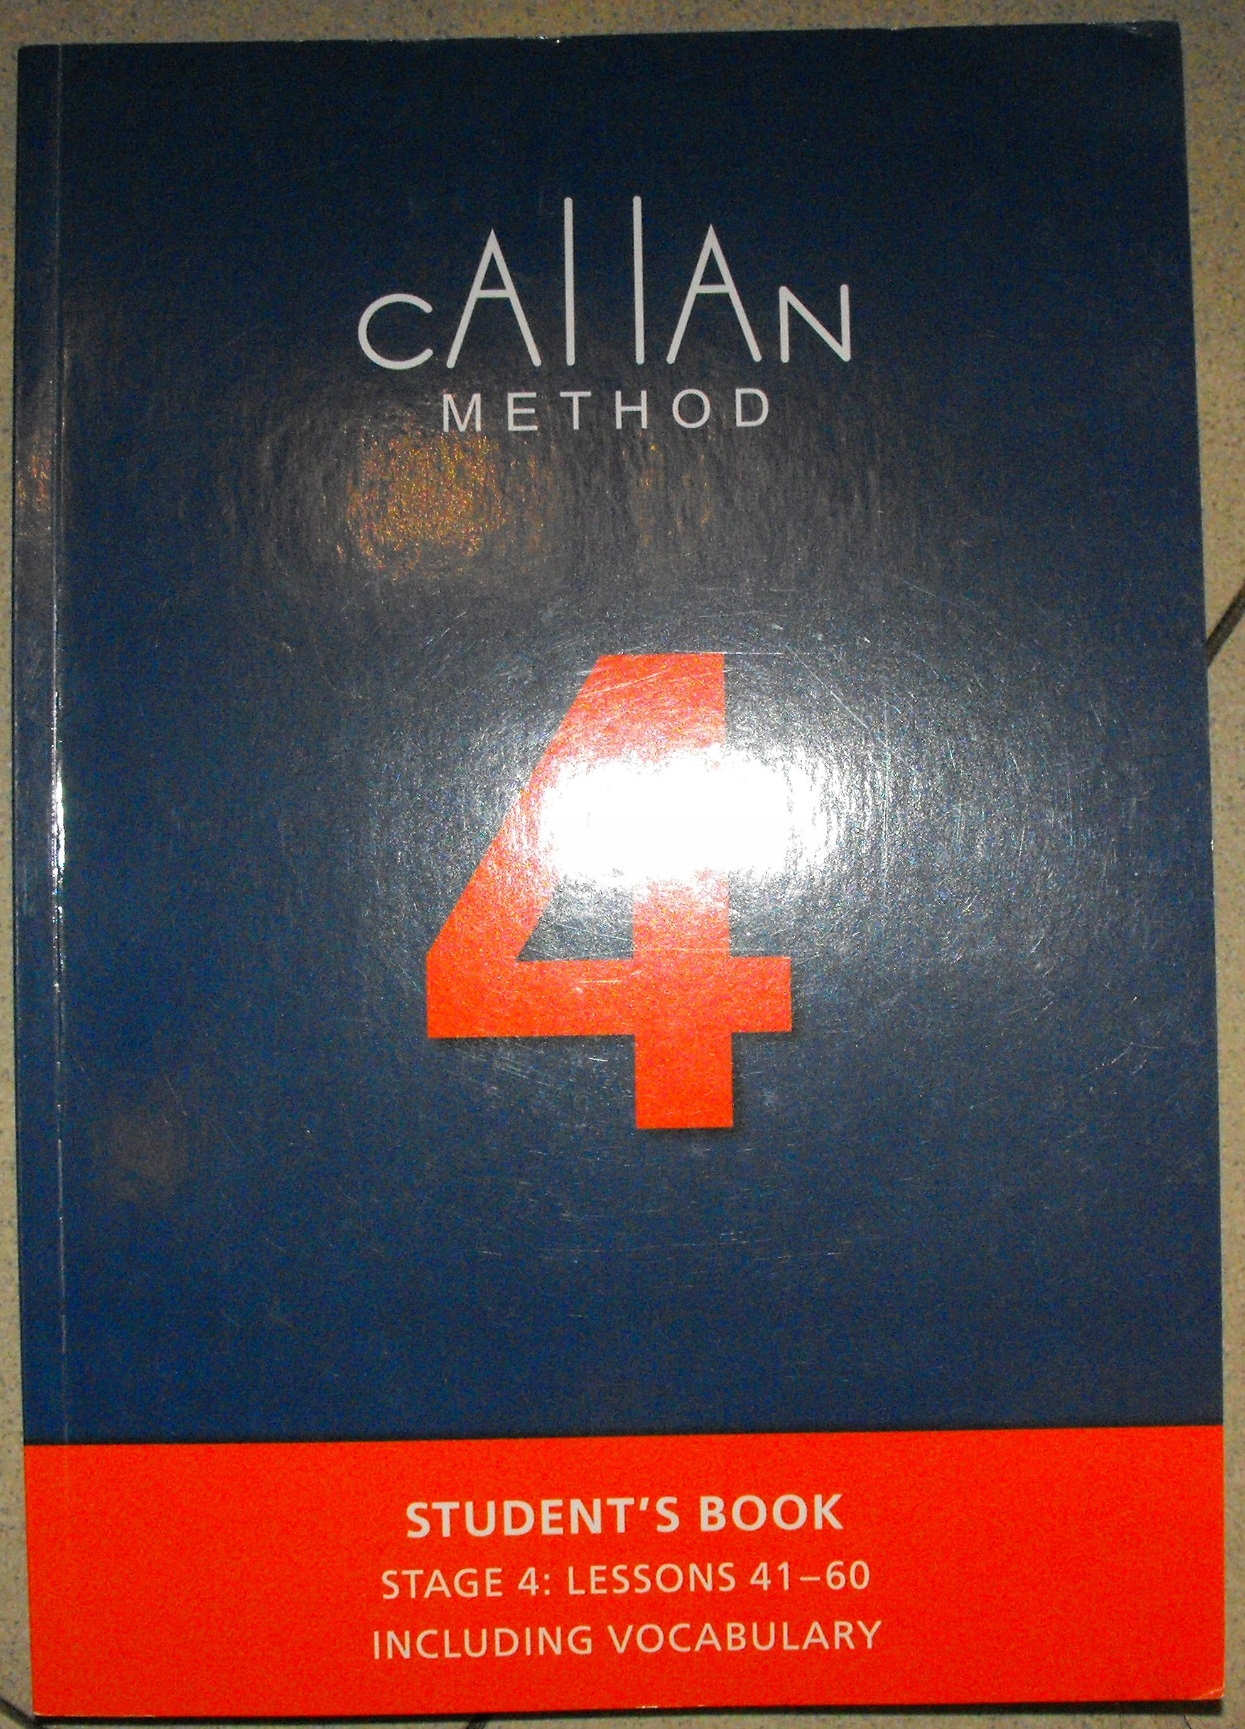 CALLAN
METHOD
4
STUDENT'S BOOK
STAGE 4: LESSONS 41–60
INCLUDING VOCABULARY